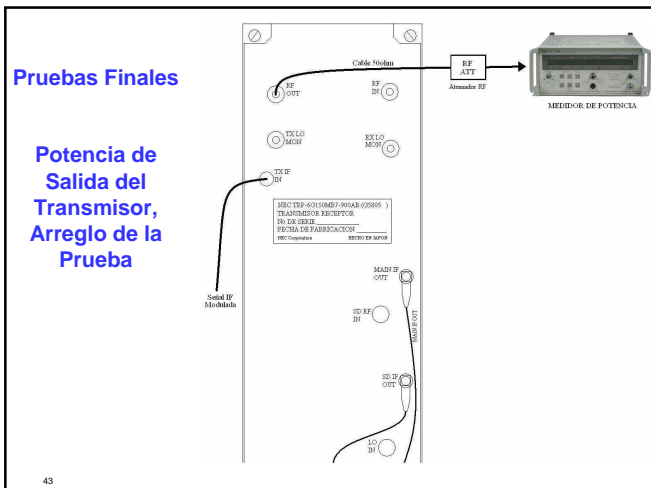 Pruebas Finales
Potencia de
Salida del
Transmisor,
Arreglo de la
Prueba
Cable 50ohm
RF
ATT
Atenuador RF
MEDIDOR DE POTENCIA
RF
OUT
RF
IN
TX LO
MON
RX LO
MON
TX IF
IN
NEC TRP-6G150MB7-900AB (G5805 )
TRANSMISOR RECEPTOR
No DE SERIE
FECHA DE FABRICACION
NEC Corporation HECHO EN JAPON
Señal IF
Modulada
MAIN IF
OUT
SD RF
IN
MAIN IF OUT
SD IF
OUT
LO
IN
43